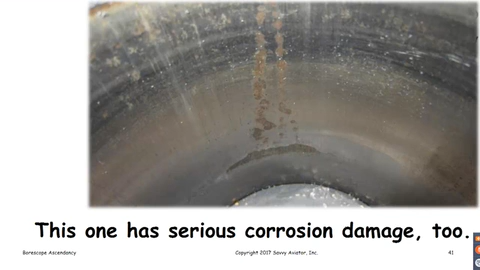 This one has serious corrosion damage, too.
Borescope Ascendancy
Copyright 2017 Savvy Aviator, Inc.
41